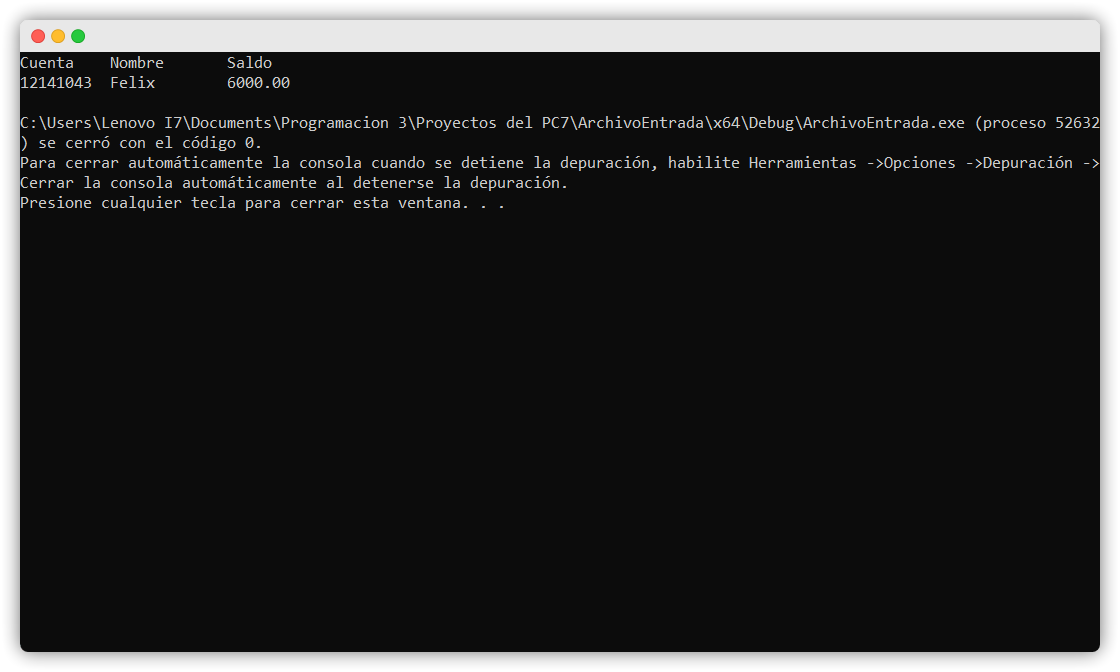 Cuenta    Nombre       Saldo
12141043  Felix        6000.00
C:\Users\Lenovo I7\Documents\Programacion 3\Proyectos del PC7\ArchivoEntrada\x64\Debug\ArchivoEntrada.exe (proceso 52632
) se cerró con el código 0.
Para cerrar automáticamente la consola cuando se detiene la depuración, habilite Herramientas ->Opciones ->Depuración ->
Cerrar la consola automáticamente al detenerse la depuración.
Presione cualquier tecla para cerrar esta ventana. . .